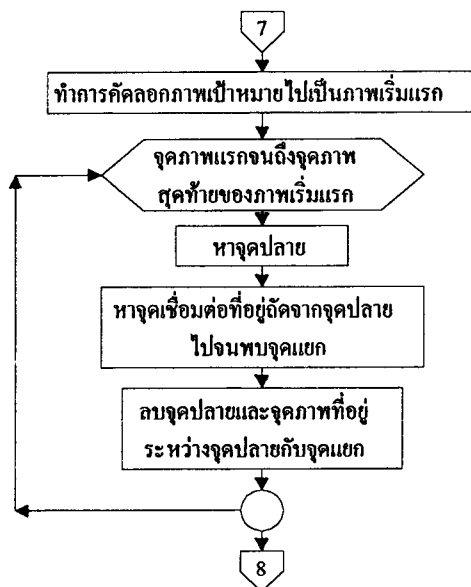 7
ทำการคัดลอกภาพเป้าหมายไปเป็นภาพเริ่มแรก
จุดภาพแรกจนถึงจุดภาพ
สุดท้ายของภาพเริ่มแรก
หาจุดปลาย
หาจุดเชื่อมต่อที่อยู่ถัดจากจุดปลาย
ไปจนพบจุดแยก
ลบจุดปลายและจุดภาพที่อยู่
ระหว่างจุดปลายกับจุดแยก
8